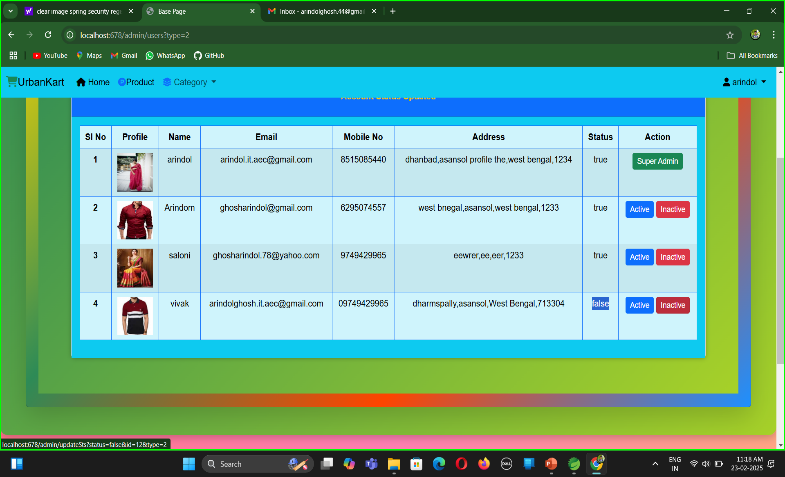 clear image spring security reg
Base Page
Inbox - arindolghosh.44@gmai
localhost:678/admin/users?type=2
YouTube
Maps
Gmail
WhatsApp
GitHub
All Bookmarks
UrbanKart
Home
Product
Category
arindol
Sl No Profile Name Email Mobile No Address Status Action
1 arindol arindol.it.aec@gmail.com 8515085440 dhanbad,asansol profile the,west bengal,1234 true Super Admin
2 Arindom ghosharindol@gmail.com 6295074557 west bnegal,asansol,west bengal,1233 true Active Inactive
3 saloni ghosharindol.78@yahoo.com 9749429965 eewrer,ee,eer,1233 true Active Inactive
4 vivak arindolghosh.it.aec@gmail.com 09749429965 dharmspally,asansol,West Bengal,713304 false Active Inactive
localhost:678/admin/updateSts?status=false&id=12&type=2
Search
DELL
ENG
IN
11:18 AM
23-02-2025